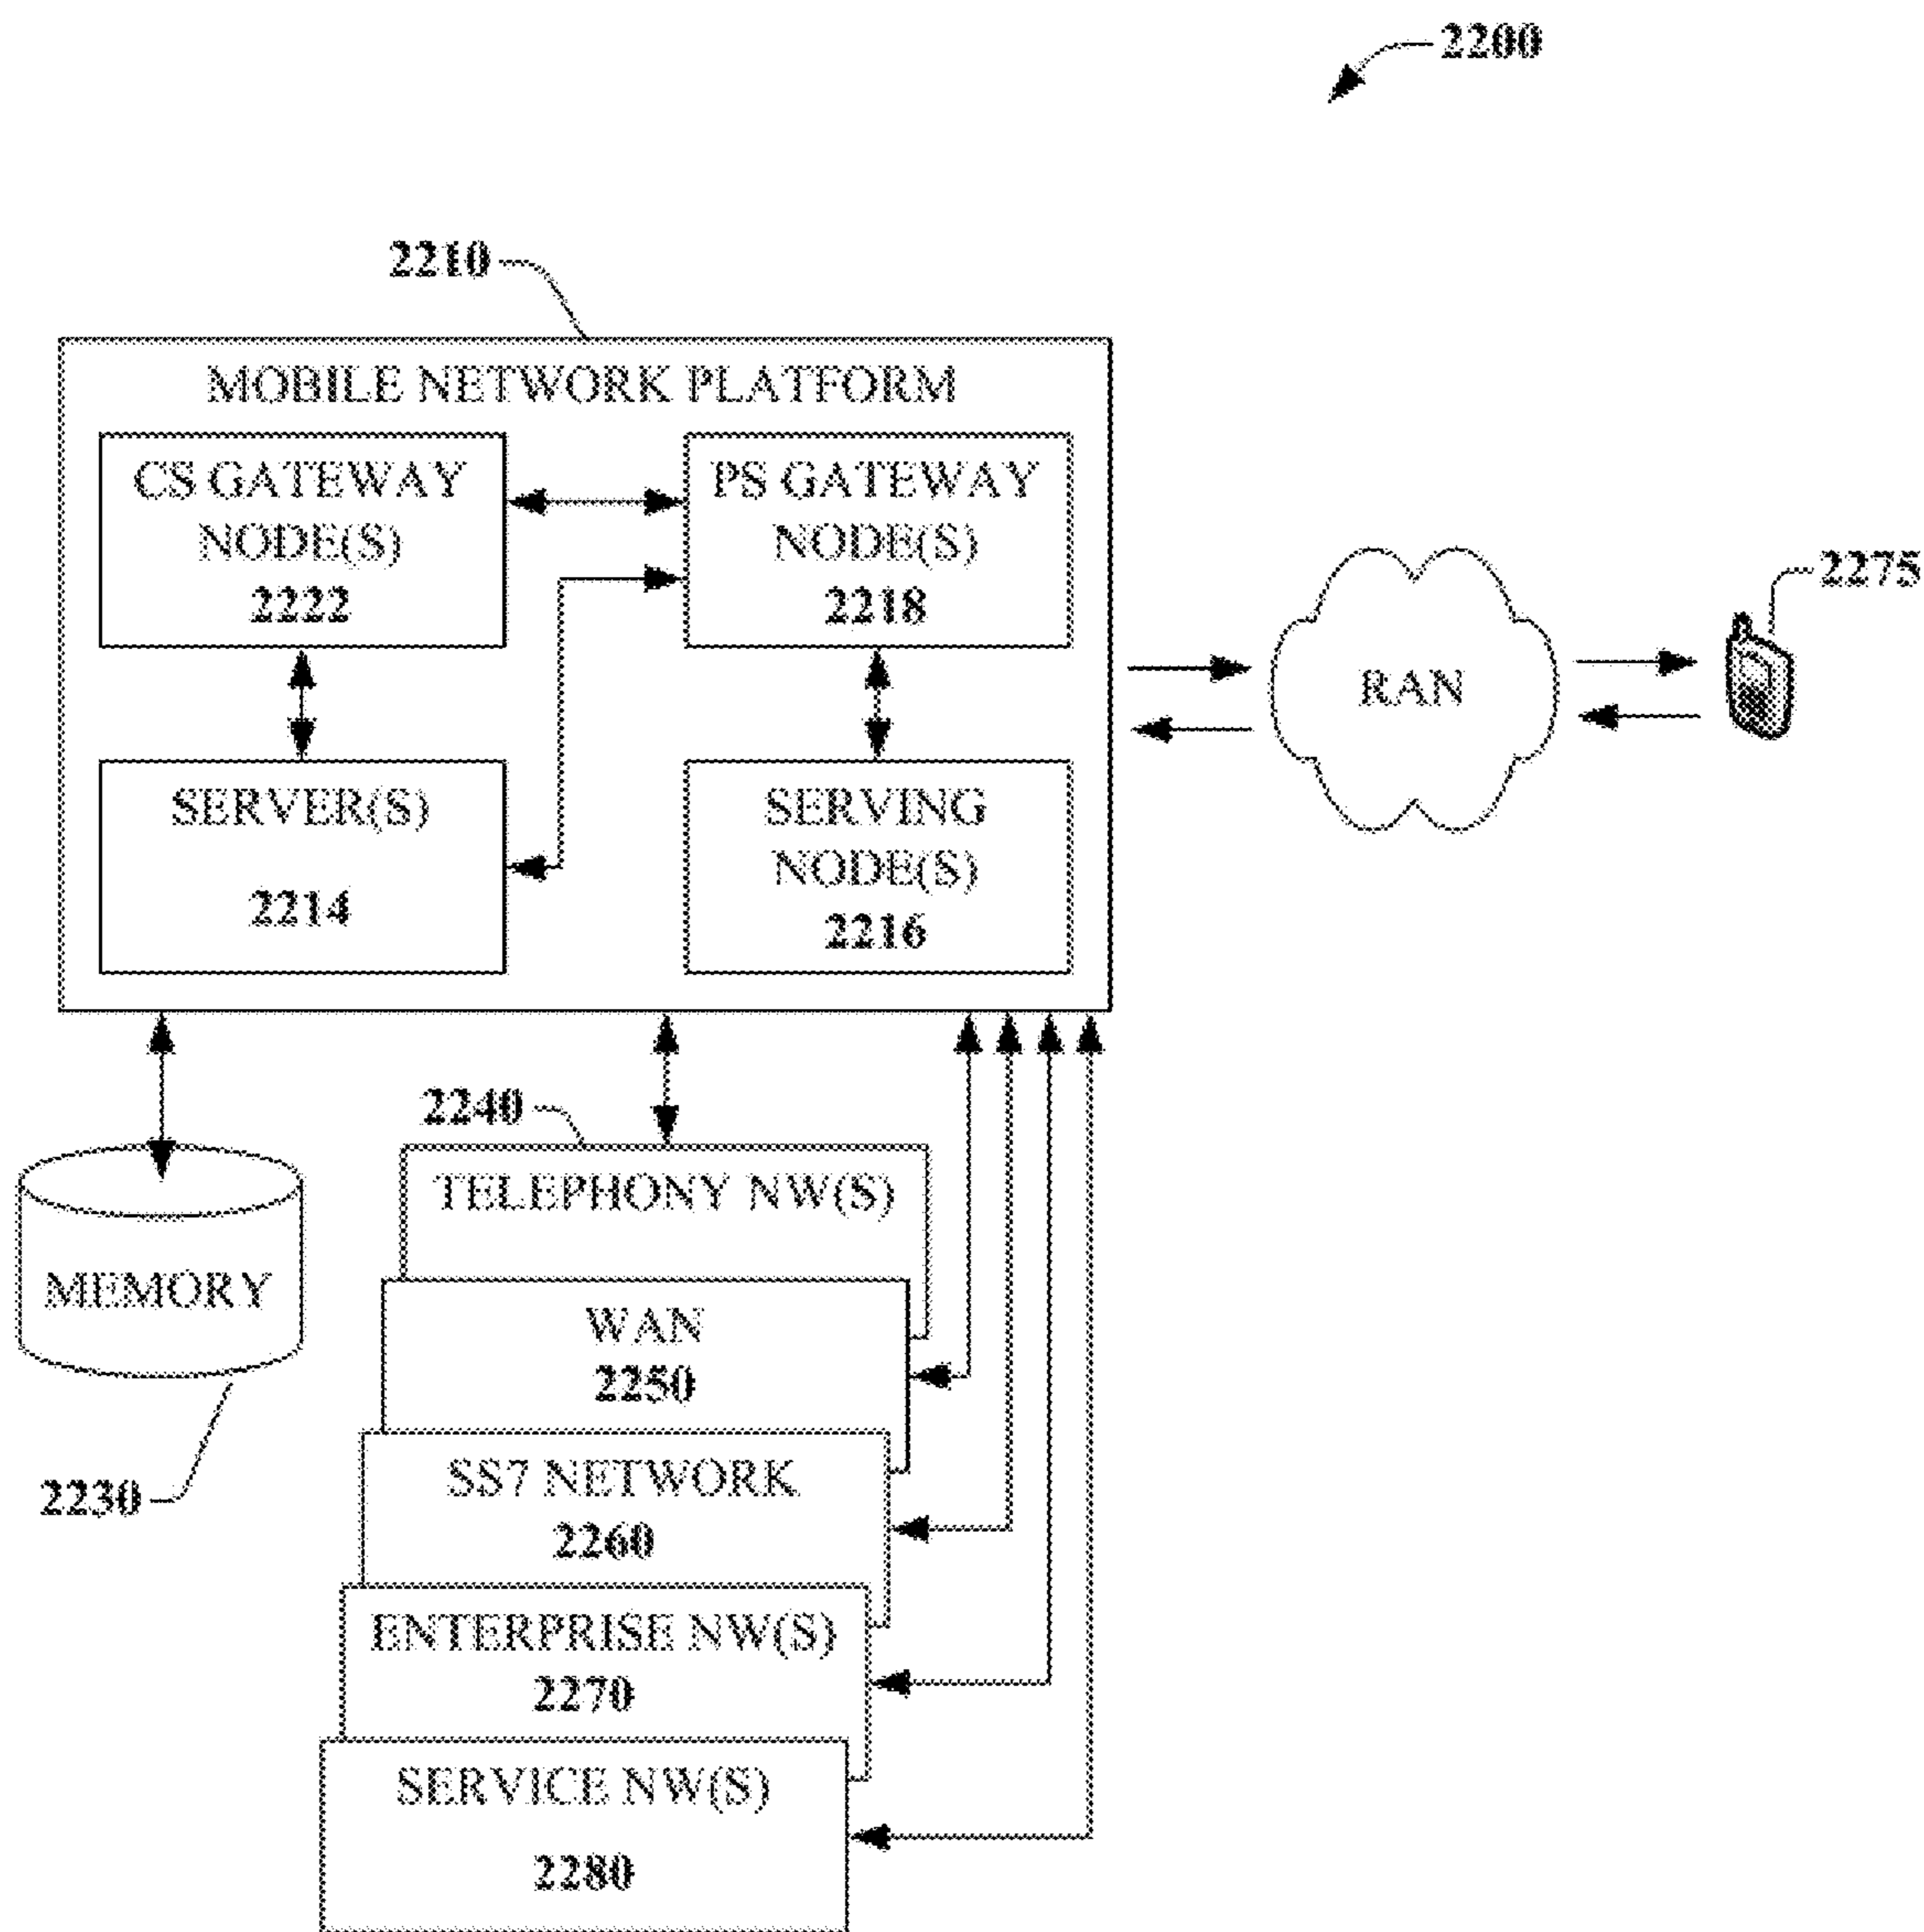 2200
2210
MOBILE NETWORK PLATFORM
CS GATEWAY
NODE(S)
2222
PS GATEWAY
NODE(S)
2218
2275
RAN
SERVER(S)
2214
SERVING
NODE(S)
2216
2240
TELEPHONY NW(S)
MEMORY
WAN
2250
2230
SS7 NETWORK
2260
ENTERPRISE NW(S)
2270
SERVICE NW(S)
2280